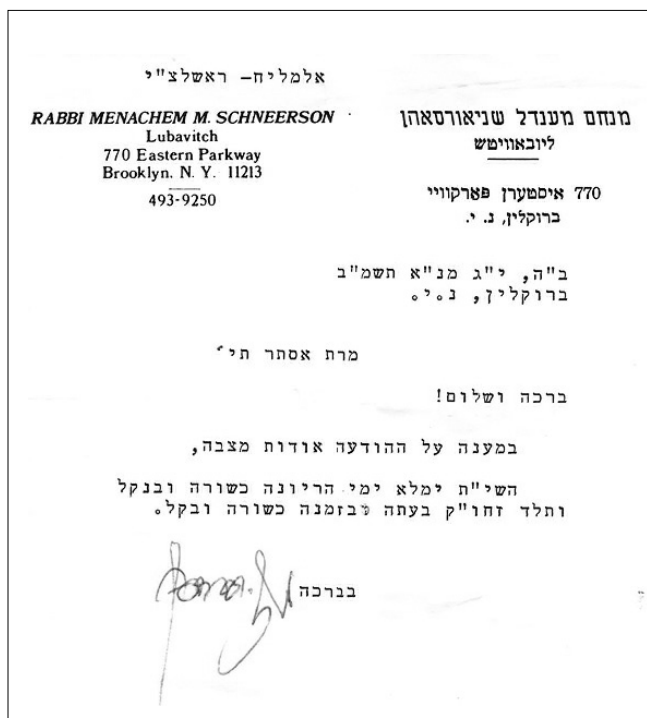 אלמליח- ראשלצ"י
RABBI MENACHEM M. SCHNEERSON
Lubavitch
770 Eastern Parkway
Brooklyn, N. Y. 11213
493-9250
מנחם מענדל שניאורסאהן
ליובאוויטש
770 איסטערן פארקוויי
ברוקלין, נ. י.
ב"ה, י"ג מנ"א תשמ"ב
ברוקלין, נ.י.
מרת אסתר תי'
ברכה ושלום!
במענה על ההודעה אודות מצבה,
השי"ת ימלא ימי הריונה כשורה ובנקל
ותלד זחו"ק בעתה ובזמנה כשורה ובקל.
בברכה